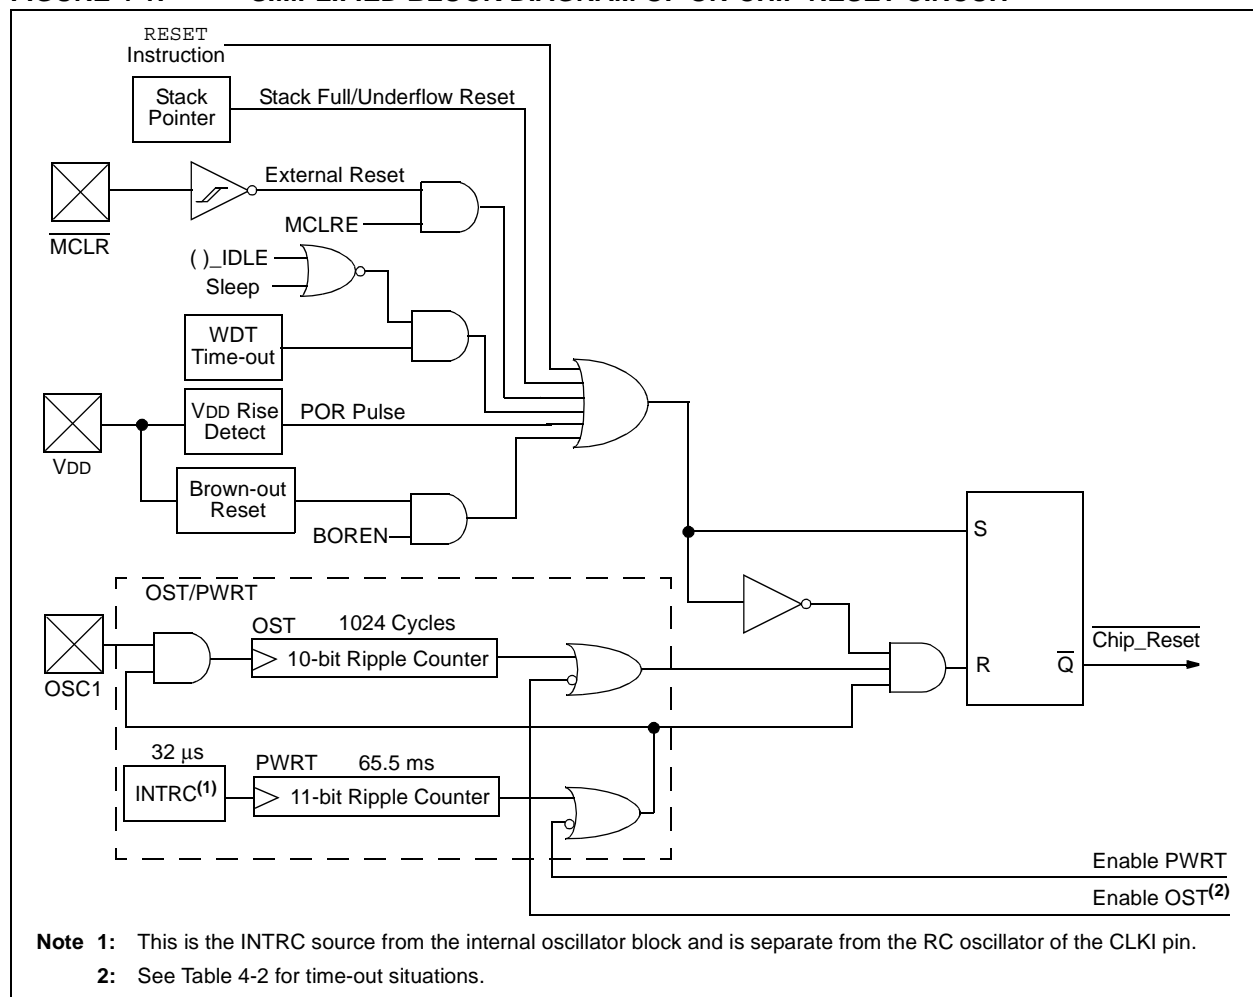 RESET
Instruction
Stack
Pointer
Stack Full/Underflow Reset
MCLR
External Reset
MCLRE
( )_IDLE
Sleep
WDT
Time-out
VDD
VDD Rise
Detect
POR Pulse
Brown-out
Reset
BOREN
S
R
Q
Chip_Reset
OST/PWRT
OSC1
OST
1024 Cycles
10-bit Ripple Counter
32 μs
INTRC(1)
PWRT
65.5 ms
11-bit Ripple Counter
Enable PWRT
Enable OST(2)
Note 1: This is the INTRC source from the internal oscillator block and is separate from the RC oscillator of the CLKI pin.
2: See Table 4-2 for time-out situations.